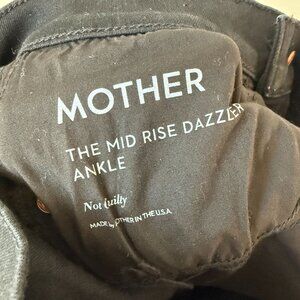 MOTHER
THE MID RISE DAZZLER
ANKLE
Not Guilty
MADE by MOTHER IN THE U.S.A.